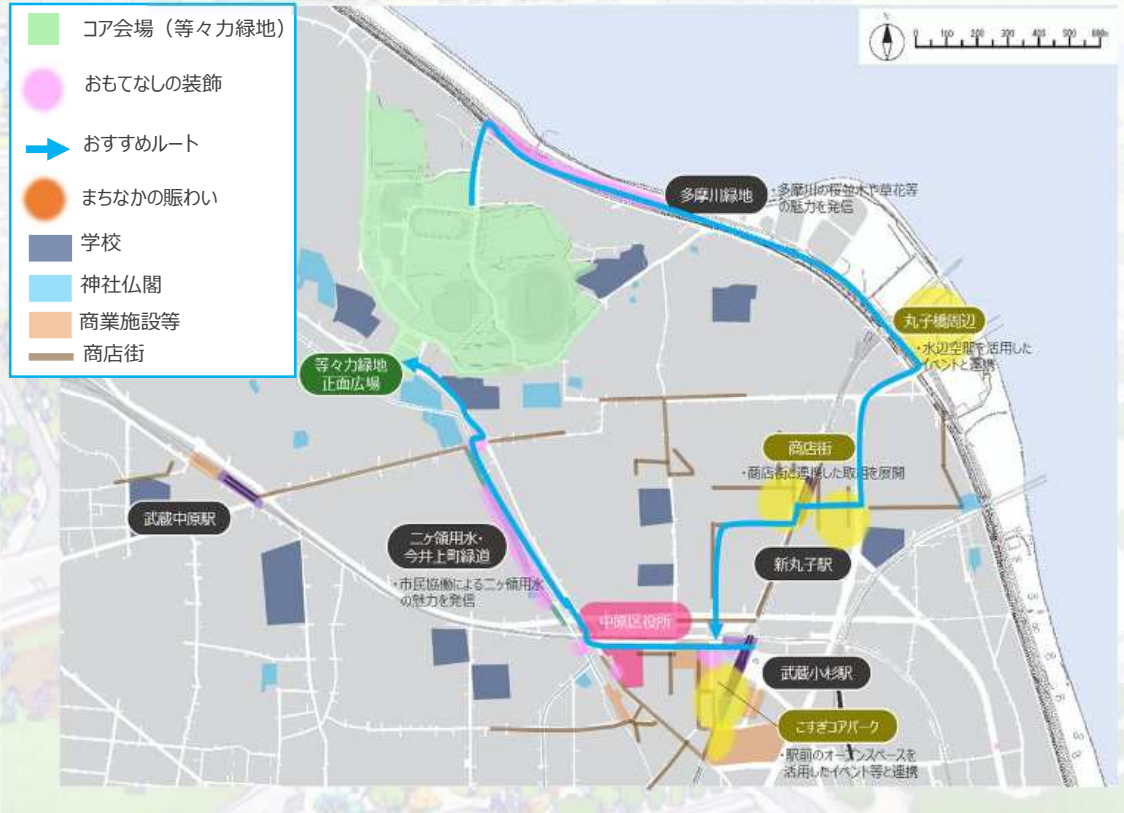 コア会場（等々力緑地）
おもてなしの装飾
おすすめルート
まちなかの賑わい
学校
神社仏閣
商業施設等
商店街
N
0 100 200 300 400 500 600m
多摩川緑地
・多摩川の桜並木や草花等
の魅力を発信
丸子橋周辺
・水辺空間を活用した
イベントと連携
等々力緑地
正面広場
商店街
・商店街と連携した取組を展開
武蔵中原駅
二ヶ領用水・
今井上町緑道
・市民協働による二ヶ領用水
の魅力を発信
新丸子駅
中原区役所
武蔵小杉駅
こすぎコアパーク
・駅前のオープンスペースを
活用したイベント等と連携